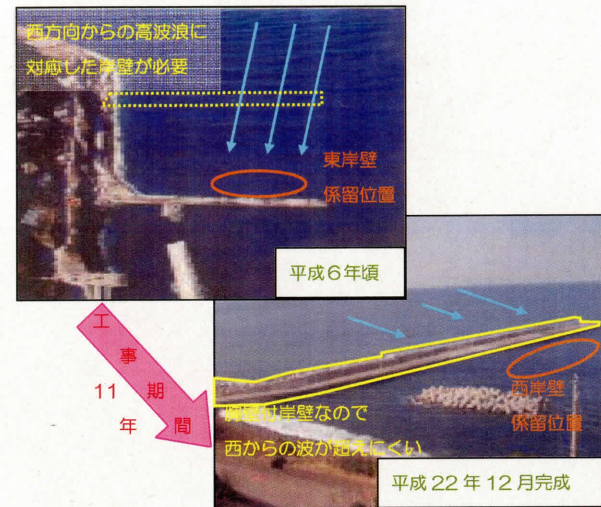 西方向からの高波浪に
対応した岸壁が必要
東岸壁
係留位置
平成6年頃
工事期間
11年
胸壁付岸壁なので
西からの波が超えにくい
西岸壁
係留位置
平成22年12月完成